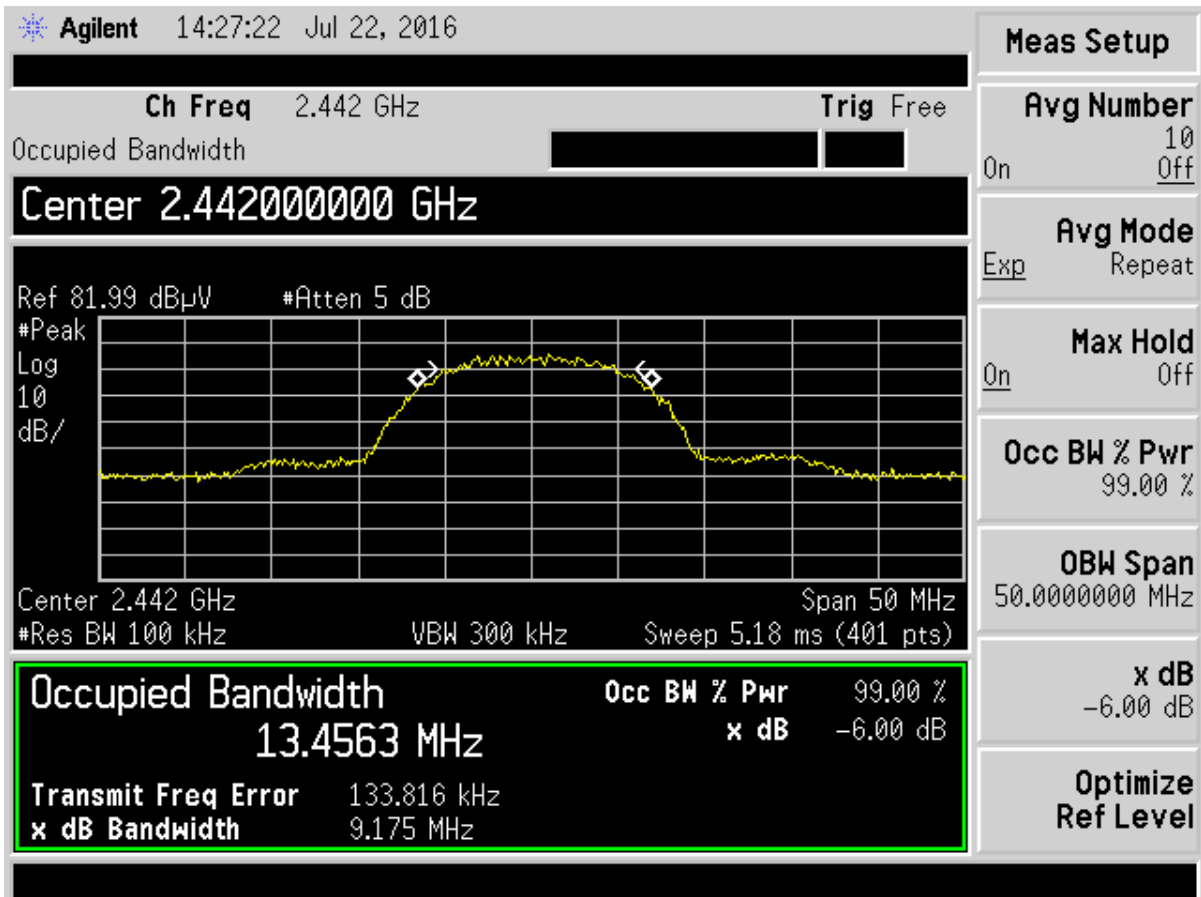 Agilent 14:27:22 Jul 22, 2016
Ch Freq 2.442 GHz Trig Free
Occupied Bandwidth
Center 2.442000000 GHz
Ref 81.99 dBµV #Atten 5 dB
#Peak
Log
10
dB/
Center 2.442 GHz Span 50 MHz
#Res BW 100 kHz VBW 300 kHz Sweep 5.18 ms (401 pts)
Occupied Bandwidth Occ BW % Pwr 99.00 %
13.4563 MHz x dB -6.00 dB
Transmit Freq Error 133.816 kHz
x dB Bandwidth 9.175 MHz
Meas Setup
Avg Number
10
On Off
Avg Mode
Exp Repeat
Max Hold
On Off
Occ BW % Pwr
99.00 %
OBW Span
50.0000000 MHz
x dB
-6.00 dB
Optimize
Ref Level